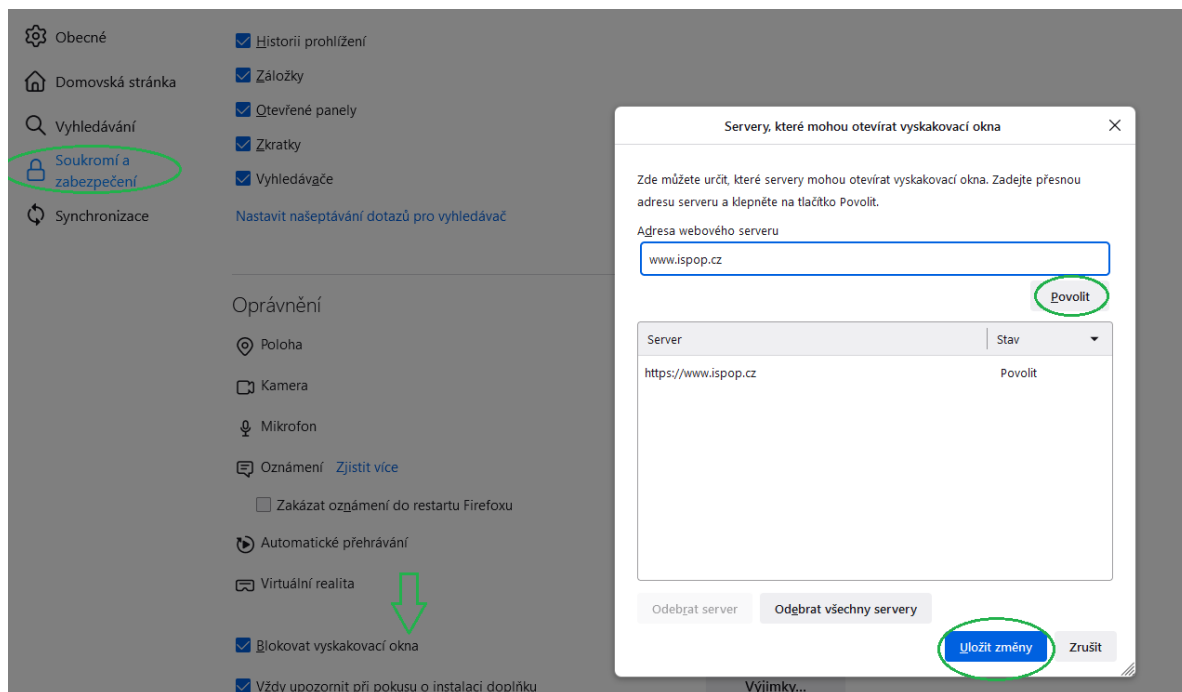 Obecné
Domovská stránka
Vyhledávání
Soukromí a
zabezpečení
Synchronizace
Historii prohlížení
Záložky
Otevřené panely
Zkratky
Vyhledávače
Nastavit našeptávání dotazů pro vyhledávač
Oprávnění
Poloha
Kamera
Mikrofon
Oznámení Zjistit více
Zakázat oznámení do restartu Firefoxu
Automatické přehrávání
Virtuální realita
Blokovat vyskakovací okna
Vždy upozornit při pokusu o instalaci doplňku
Výjimky...
Servery, které mohou otevírat vyskakovací okna
Zde můžete určit, které servery mohou otevírat vyskakovací okna. Zadejte přesnou
adresu serveru a klepněte na tlačítko Povolit.
Adresa webového serveru
www.ispop.cz
Povolit
Server Stav
https://www.ispop.cz Povolit
Odebrat server Odebrat všechny servery
Uložit změny Zrušit